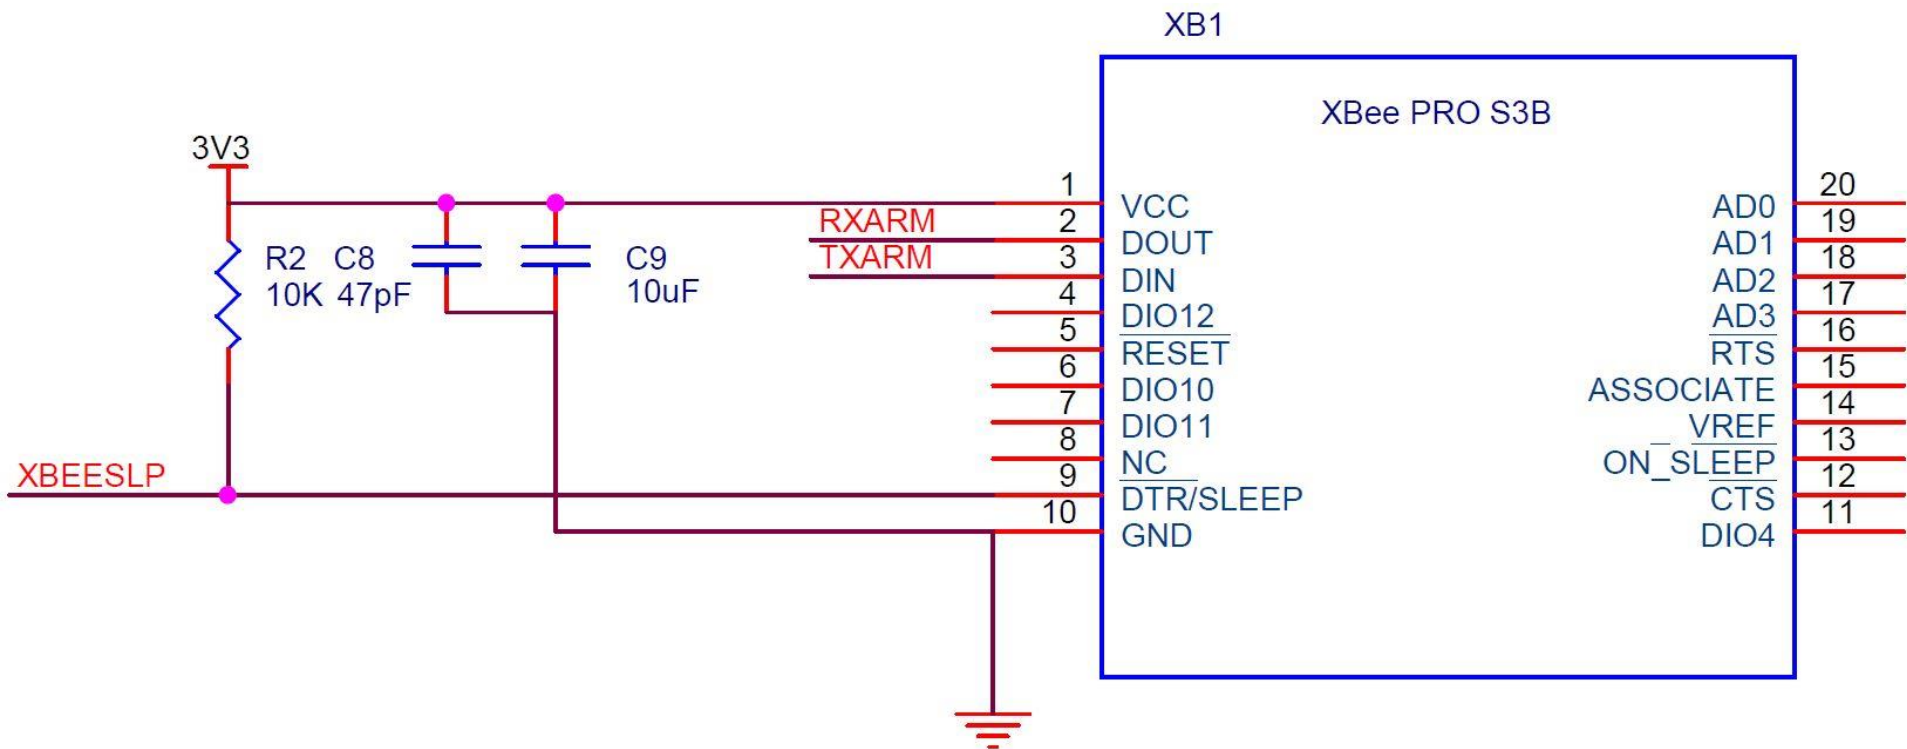 XB1
XBee PRO S3B
3V3
1 VCC AD0 20
RXARM 2 DOUT AD1 19
TXARM 3 DIN AD2 18
R2 C8 C9
10K 47pF 10uF
4 DIO12 AD3 17
5 RESET RTS 16
6 DIO10 ASSOCIATE 15
7 DIO11 VREF 14
8 NC ON_SLEEP 13
XBEESLP 9 DTR/SLEEP CTS 12
10 GND DIO4 11